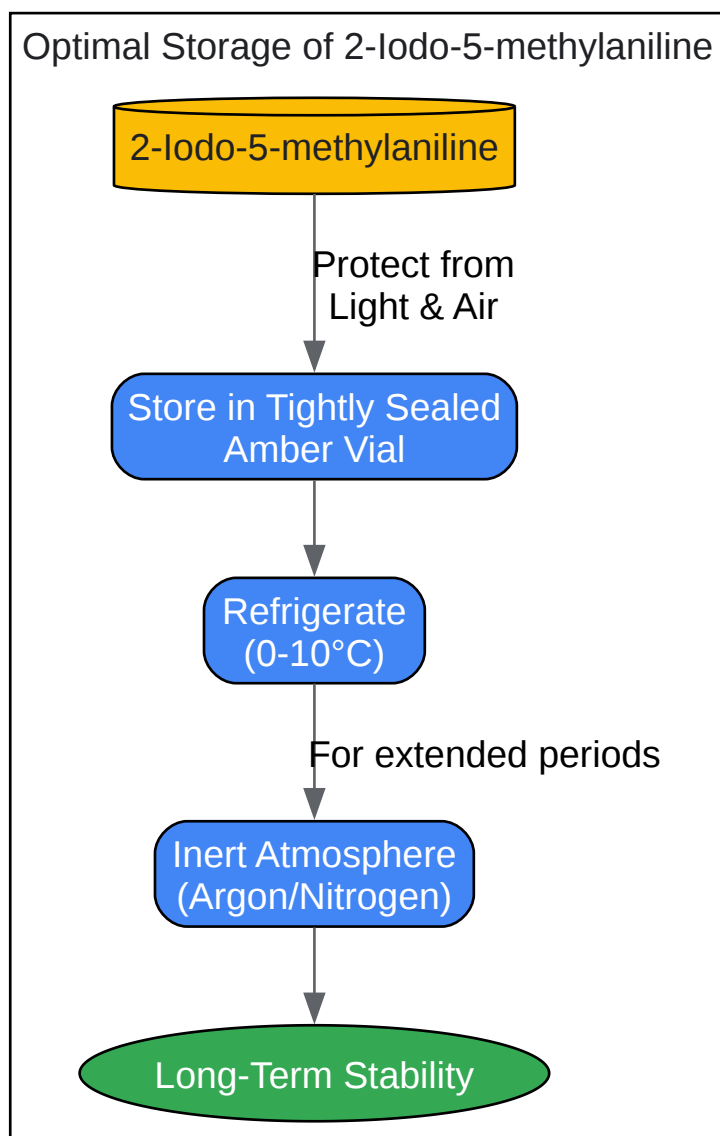 Optimal Storage of 2-Iodo-5-methylaniline
2-Iodo-5-methylaniline
Protect from
Light & Air
Store in Tightly Sealed
Amber Vial
Refrigerate
(0-10°C)
For extended periods
Inert Atmosphere
(Argon/Nitrogen)
Long-Term Stability